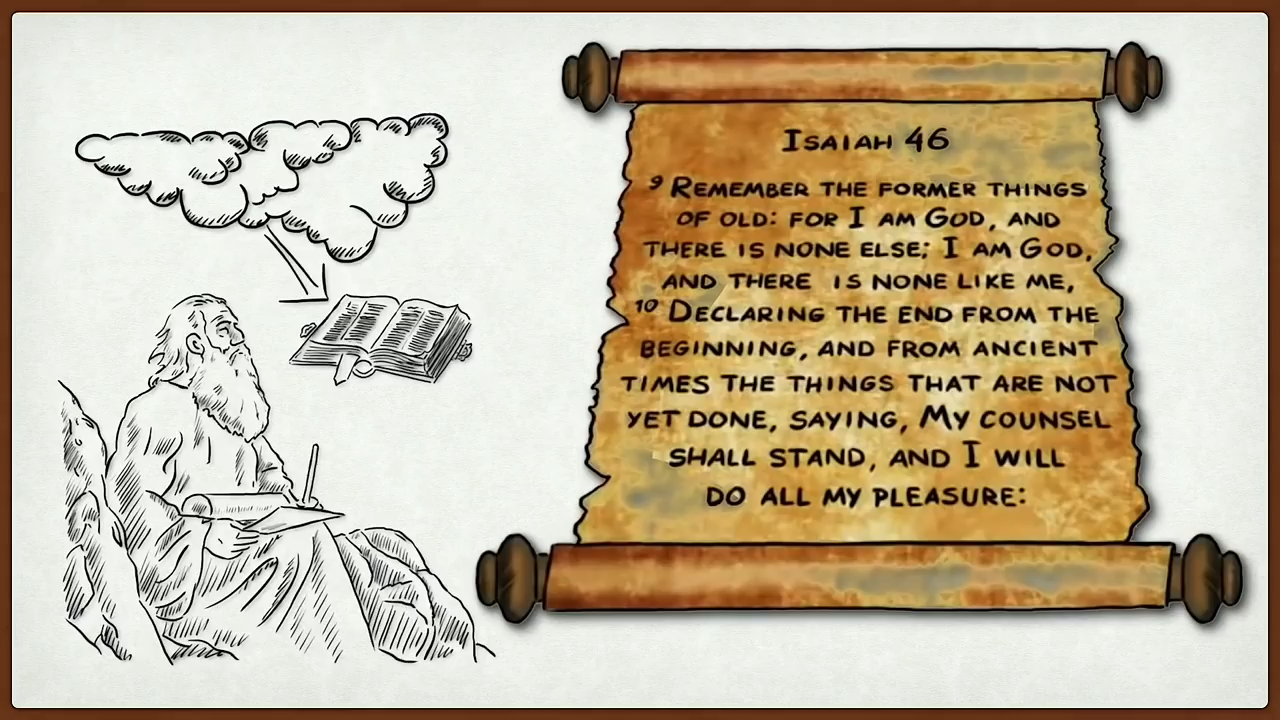 Isaiah 46
9 Remember the former things
of old: for I am God, and
there is none else; I am God,
and there is none like me,
10 Declaring the end from the
beginning, and from ancient
times the things that are not
yet done, saying, My counsel
shall stand, and I will
do all my pleasure: